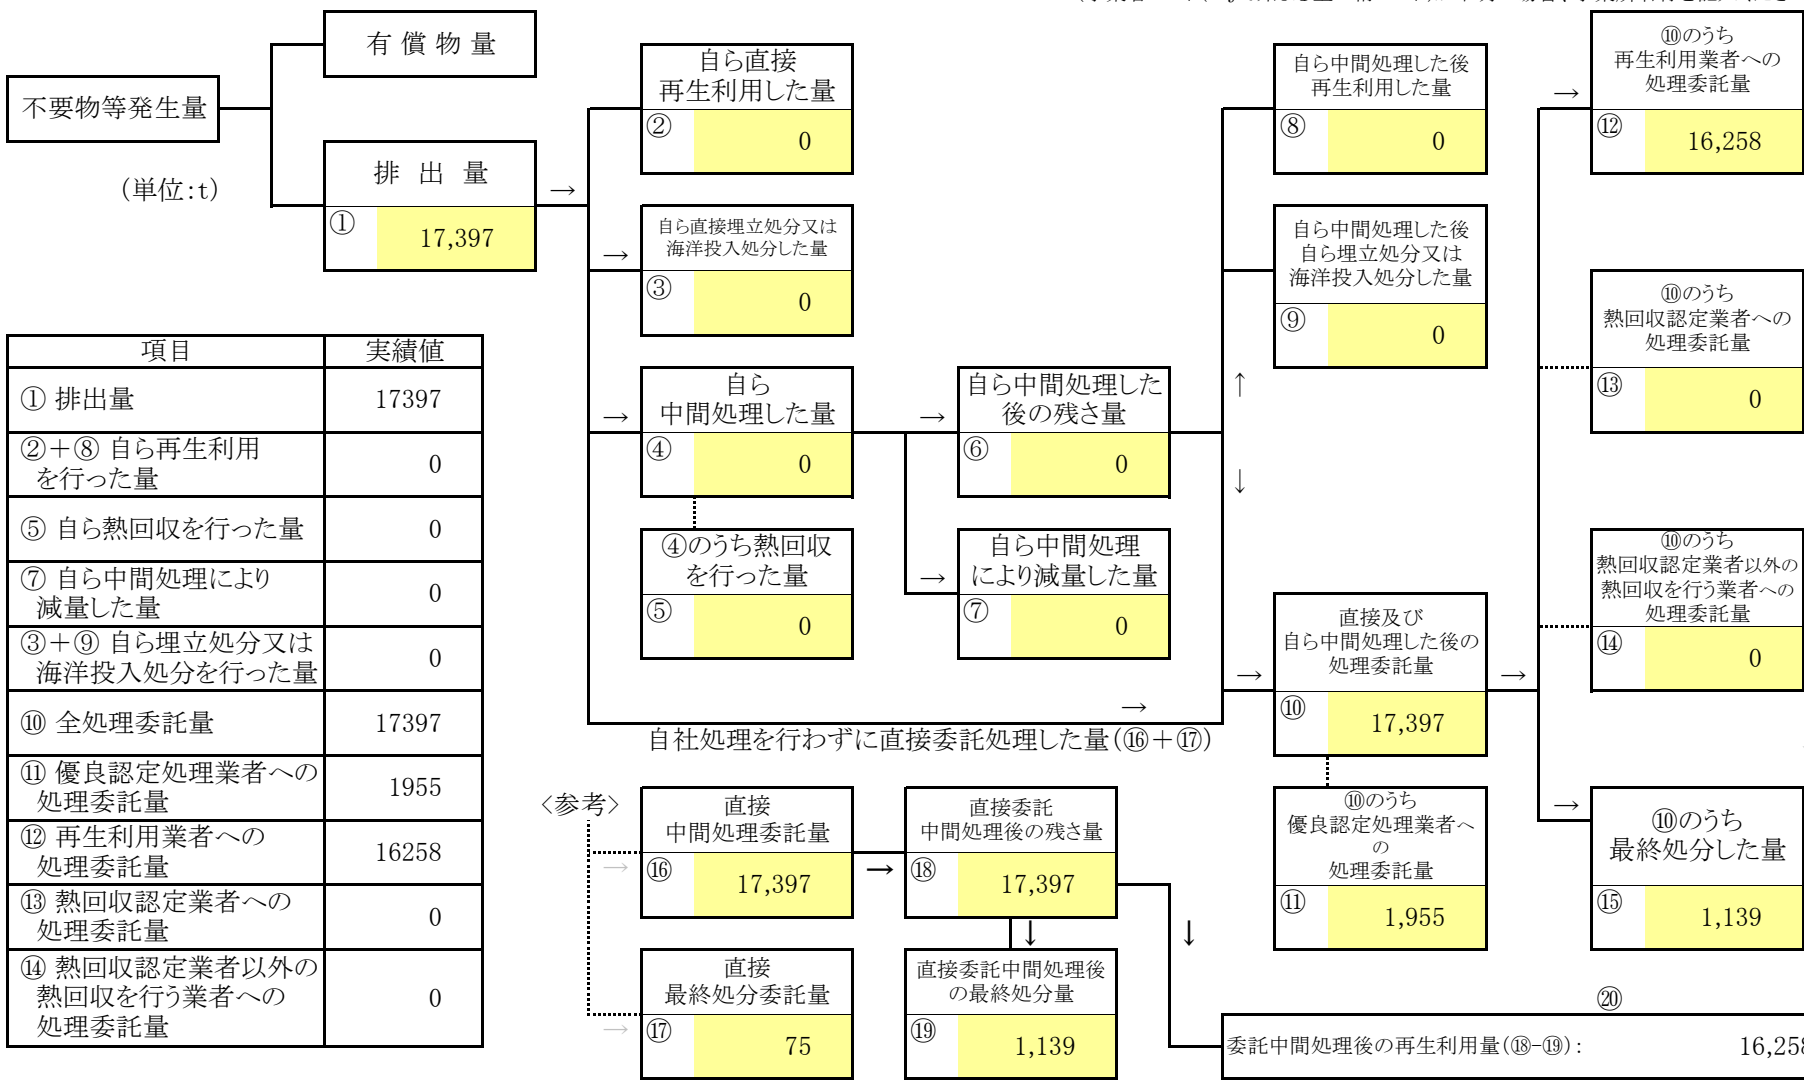 不要物等発生量
(単位:t)
有 償 物 量
排 出 量
①
17,397
→
自ら直接
再生利用した量
②
0
→
自ら直接埋立処分又は
海洋投入処分した量
③
0
→
自ら
中間処理した量
④
0
④のうち熱回収
を行った量
⑤
0
→
自ら中間処理した
後の残さ量
⑥
0
→
自ら中間処理
により減量した量
⑦
0
自ら中間処理した後
再生利用した量
⑧
0
自ら中間処理した後
自ら埋立処分又は
海洋投入処分した量
⑨
0
↑
↓
→
自社処理を行わずに直接委託処理した量(⑯+⑰)
→
直接及び
自ら中間処理した後の
処理委託量
⑩
17,397
→
⑩のうち
優良認定処理業者へ
の
処理委託量
⑪
1,955
→
⑩のうち
再生利用業者への
処理委託量
⑫
16,258
⑩のうち
熱回収認定業者への
処理委託量
⑬
0
⑩のうち
熱回収認定業者以外の
熱回収を行う業者への
処理委託量
⑭
0
→
⑩のうち
最終処分した量
⑮
1,139
項目 実績値
① 排出量 17397
②+⑧ 自ら再生利用
を行った量 0
⑤ 自ら熱回収を行った量 0
⑦ 自ら中間処理により
減量した量 0
③+⑨ 自ら埋立処分又は
海洋投入処分を行った量 0
⑩ 全処理委託量 17397
⑪ 優良認定処理業者への
処理委託量 1955
⑫ 再生利用業者への
処理委託量 16258
⑬ 熱回収認定業者への
処理委託量 0
⑭ 熱回収認定業者以外の
熱回収を行う業者への
処理委託量 0
〈参考〉
→
直接
中間処理委託量
⑯
17,397
→
直接委託
中間処理後の残さ量
⑱
17,397
↓
↓
→
直接
最終処分委託量
⑰
75
直接委託中間処理後
の最終処分量
⑲
1,139
⑳
委託中間処理後の再生利用量(⑱-⑲): 16,258